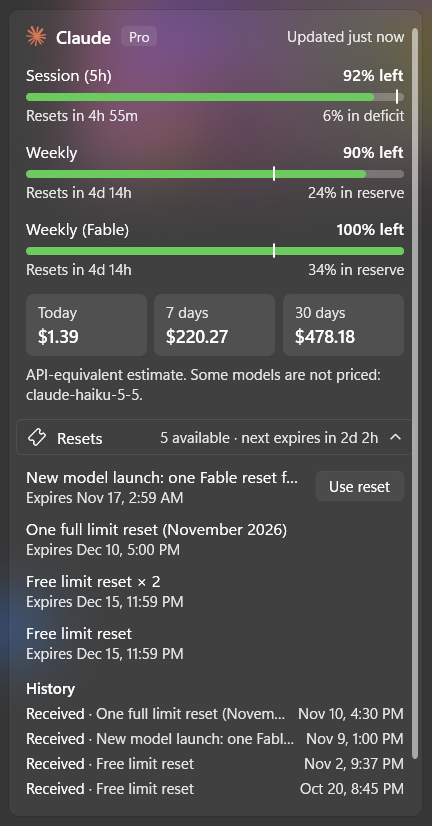 Claude Pro Updated just now
Session (5h) 92% left
Resets in 4h 55m 6% in deficit
Weekly 90% left
Resets in 4d 14h 24% in reserve
Weekly (Fable) 100% left
Resets in 4d 14h 34% in reserve
Today 7 days 30 days
$1.39 $220.27 $478.18
API-equivalent estimate. Some models are not priced:
claude-haiku-5-5.
Resets 5 available · next expires in 2d 2h
New model launch: one Fable reset f... Use reset
Expires Nov 17, 2:59 AM
One full limit reset (November 2026)
Expires Dec 10, 5:00 PM
Free limit reset × 2
Expires Dec 15, 11:59 PM
Free limit reset
Expires Dec 15, 11:59 PM
History
Received · One full limit reset (Novem... Nov 10, 4:30 PM
Received · New model launch: one Fabl... Nov 9, 1:00 PM
Received · Free limit reset Nov 2, 9:37 PM
Received · Free limit reset Oct 20, 8:45 PM